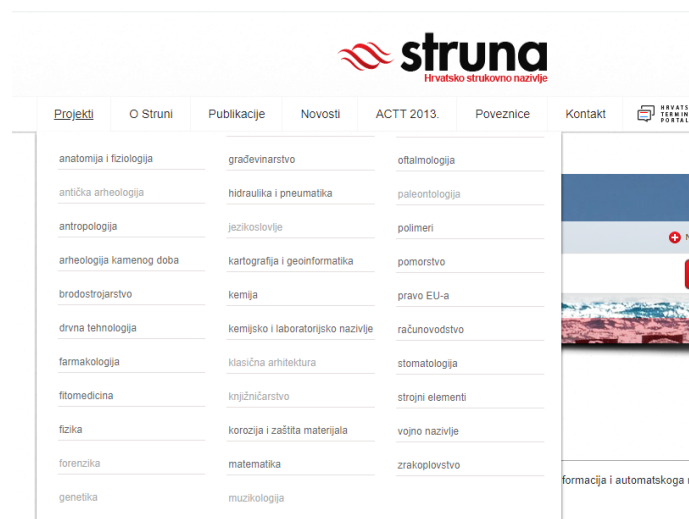 struna
Hrvatsko strukovno nazivlje
Projekti O Struni Publikacije Novosti ACTT 2013. Poveznice Kontakt
anatomija i fiziologija
antička arheologija
antropologija
arheologija kamenog doba
brodostrojarstvo
drvna tehnologija
farmakologija
fitomedicina
fizika
forenzika
genetika
građevinarstvo
hidraulika i pneumatika
jezikoslovlje
kartografija i geoinformatika
kemija
kemijsko i laboratorijsko nazivlje
klasična arhitektura
knjižničarstvo
korozija i zaštita materijala
matematika
muzikologija
oftalmologija
paleontologija
polimeri
pomorstvo
pravo EU-a
računovodstvo
stomatologija
strojni elementi
vojno nazivlje
zrakoplovstvo
formacija i automatskoga